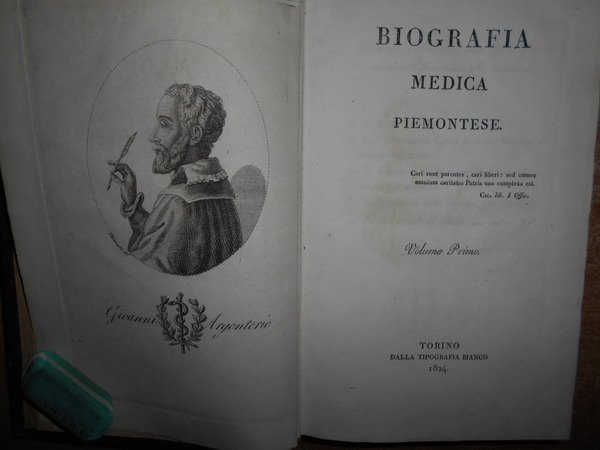 Giovanni Argenterio
BIOGRAFIA
MEDICA
PIEMONTESE.
Cari sunt parentes, cari liberi: sed omnes
omnium caritates Patria una complexa est.
Cic. lib. I Offic.
Volume Primo.
TORINO
DALLA TIPOGRAFIA BIANCO
1824.